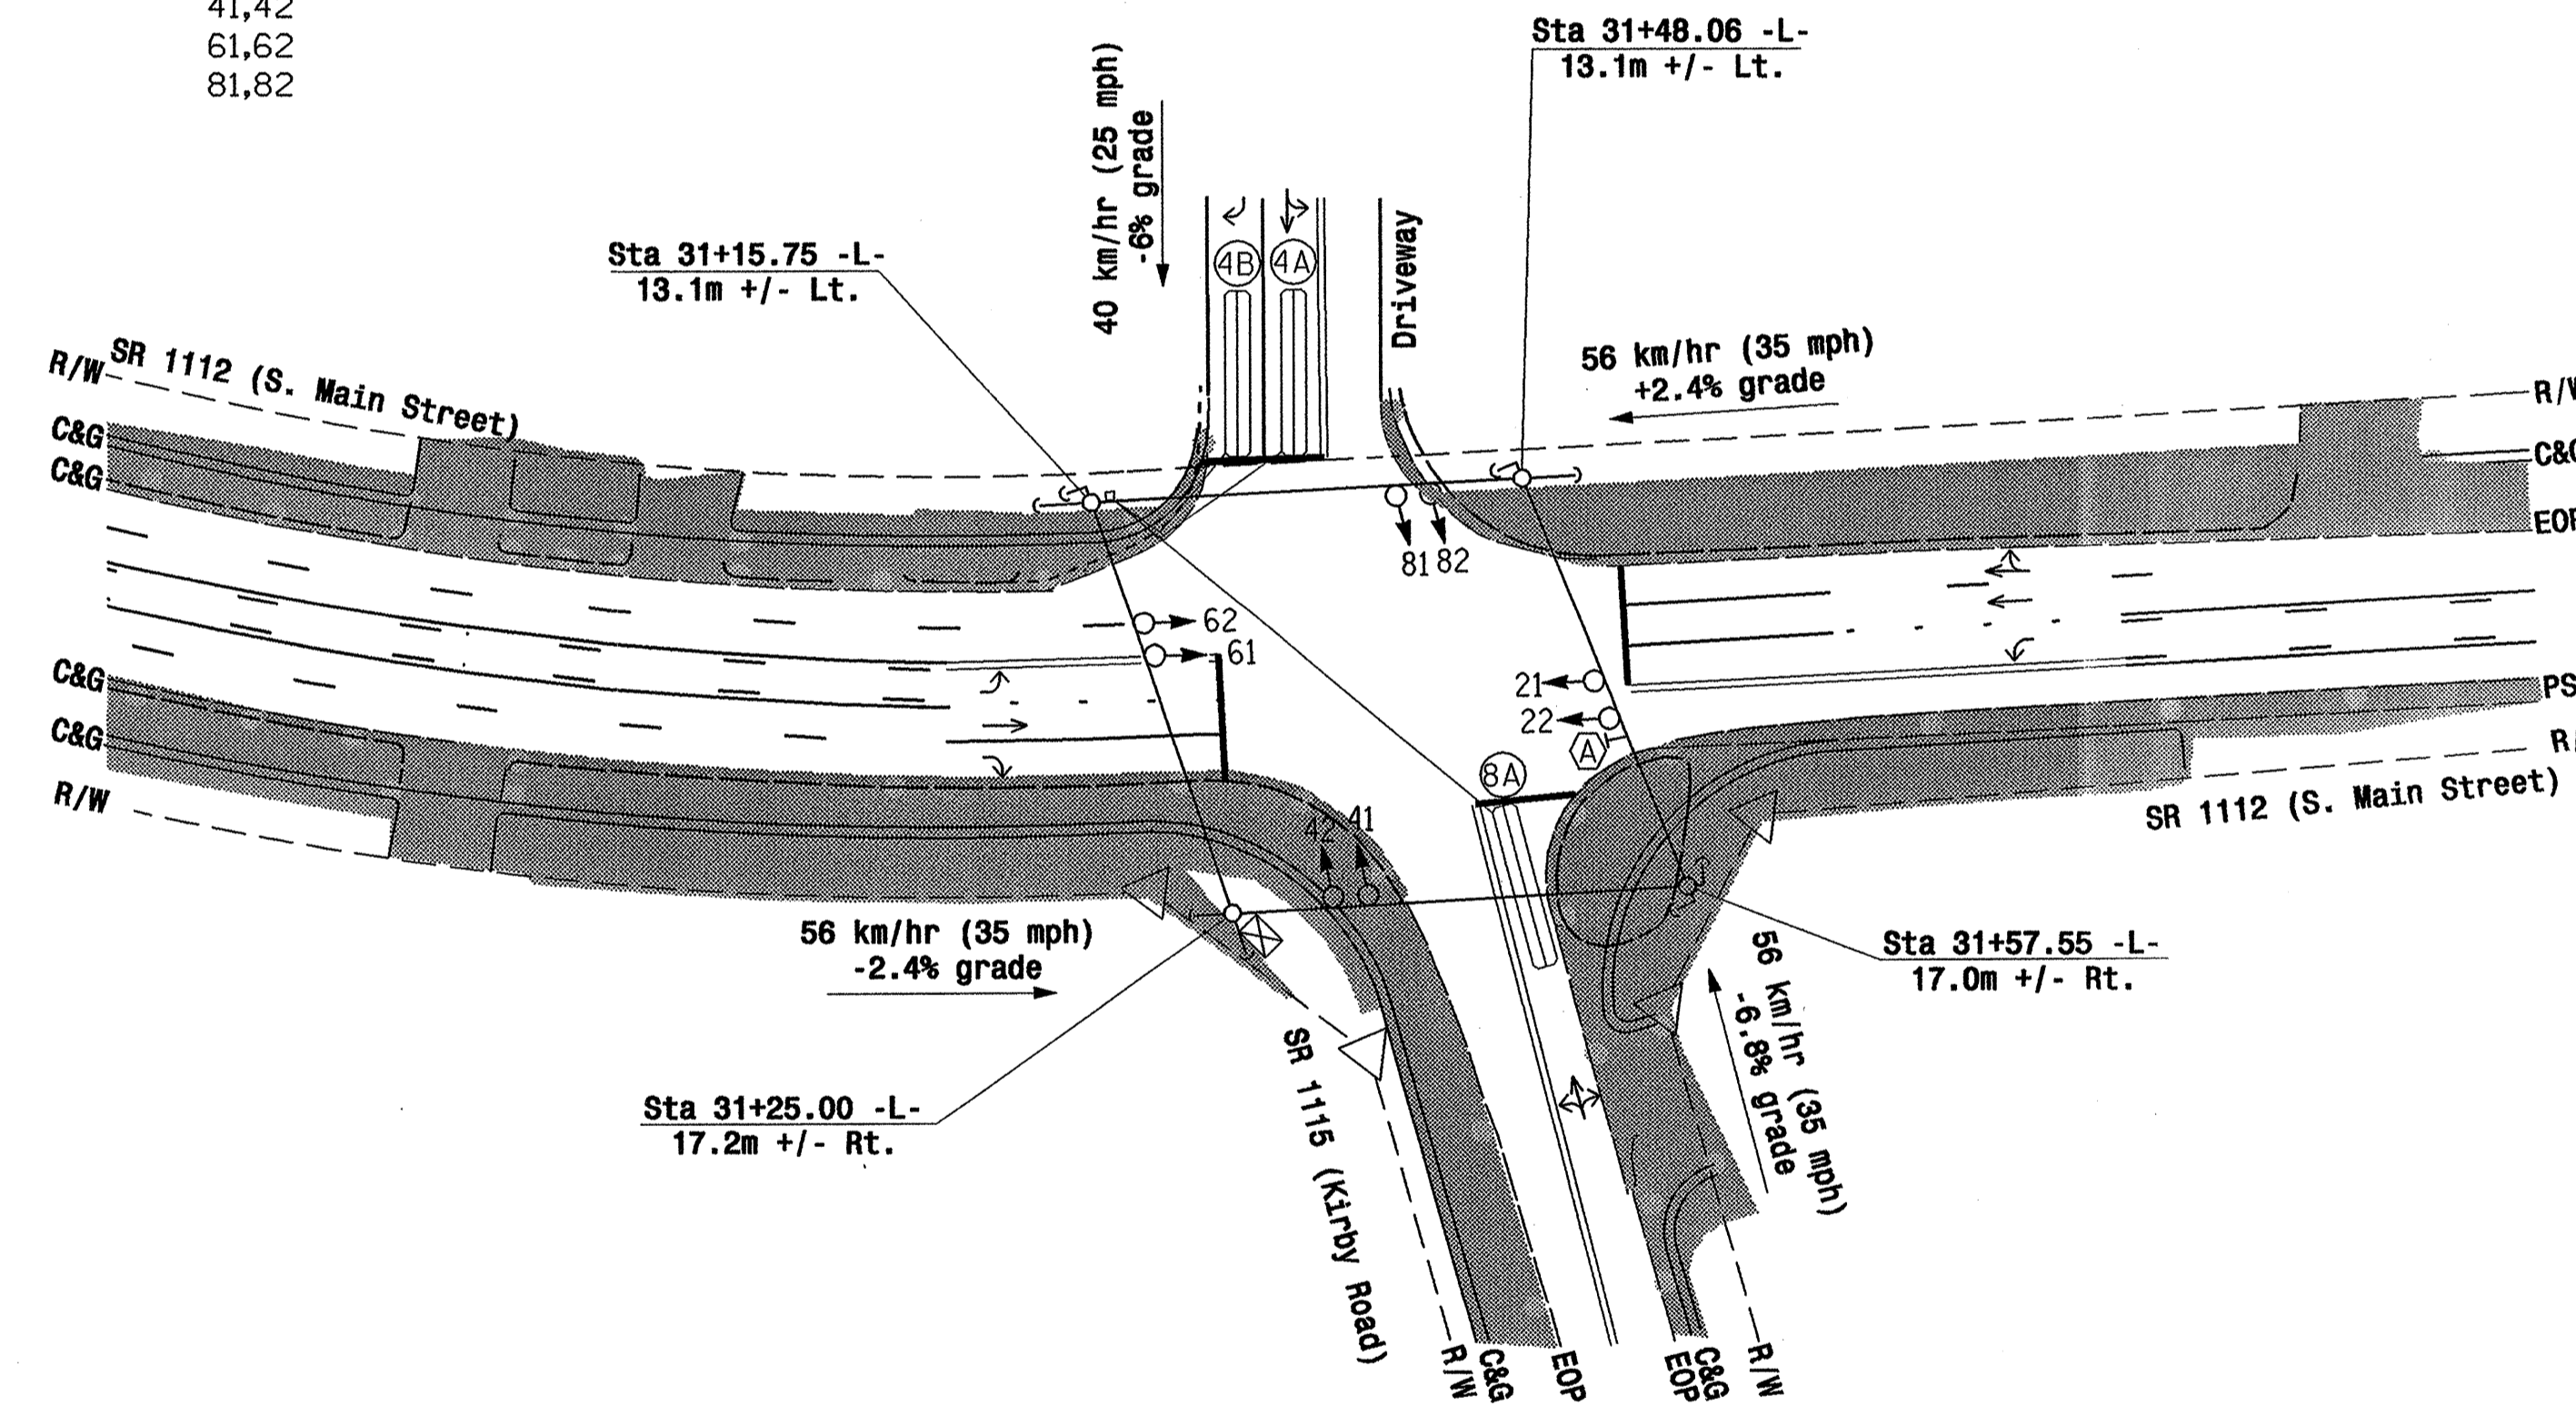 41,42
61,62
81,82
Sta 31+48.06 -L-
13.1m +/- Lt.
40 km/hr (25 mph)
-6% grade
Sta 31+15.75 -L-
13.1m +/- Lt.
4B
4A
Driveway
56 km/hr (35 mph)
+2.4% grade
R/W
SR 1112 (S. Main Street)
C&G
C&G
EOP
81
82
62
61
21
22
A
8A
C&G
C&G
R/W
42
41
PS
SR 1112 (S. Main Street)
56 km/hr (35 mph)
-2.4% grade
Sta 31+57.55 -L-
17.0m +/- Rt.
56 km/hr (35 mph)
-6.8% grade
Sta 31+25.00 -L-
17.2m +/- Rt.
SR 1115 (Kirby Road)
R/W
C&G
EOP
EOP
C&G
R/W